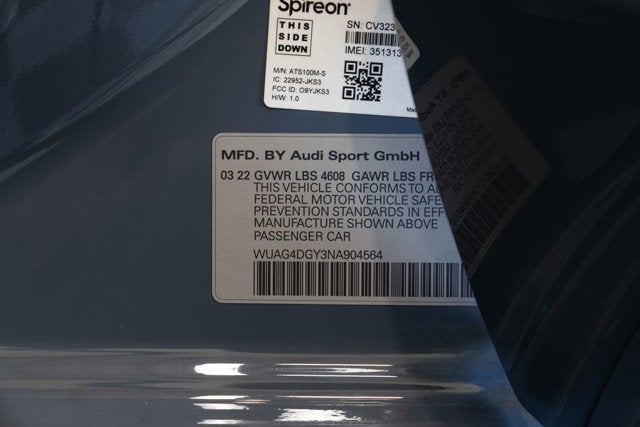 Spireon®
THIS
SIDE
DOWN
SN: CV323
IMEI: 351313
M/N: ATS100M-S
IC: 22952-JKS3
FCC ID: O9YJKS3
H/W: 1.0
MFD. BY Audi Sport GmbH
03 22 GVWR LBS 4608 GAWR LBS FR
THIS VEHICLE CONFORMS TO A
FEDERAL MOTOR VEHICLE SAFE
PREVENTION STANDARDS IN EFF
MANUFACTURE SHOWN ABOVE
PASSENGER CAR
WUAG4DGY3NA904564